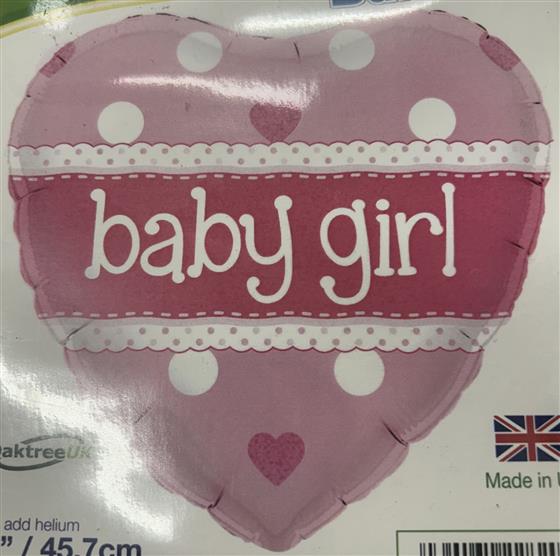 baby girl
aktreeUK
Made in U
add helium
" / 45.7cm